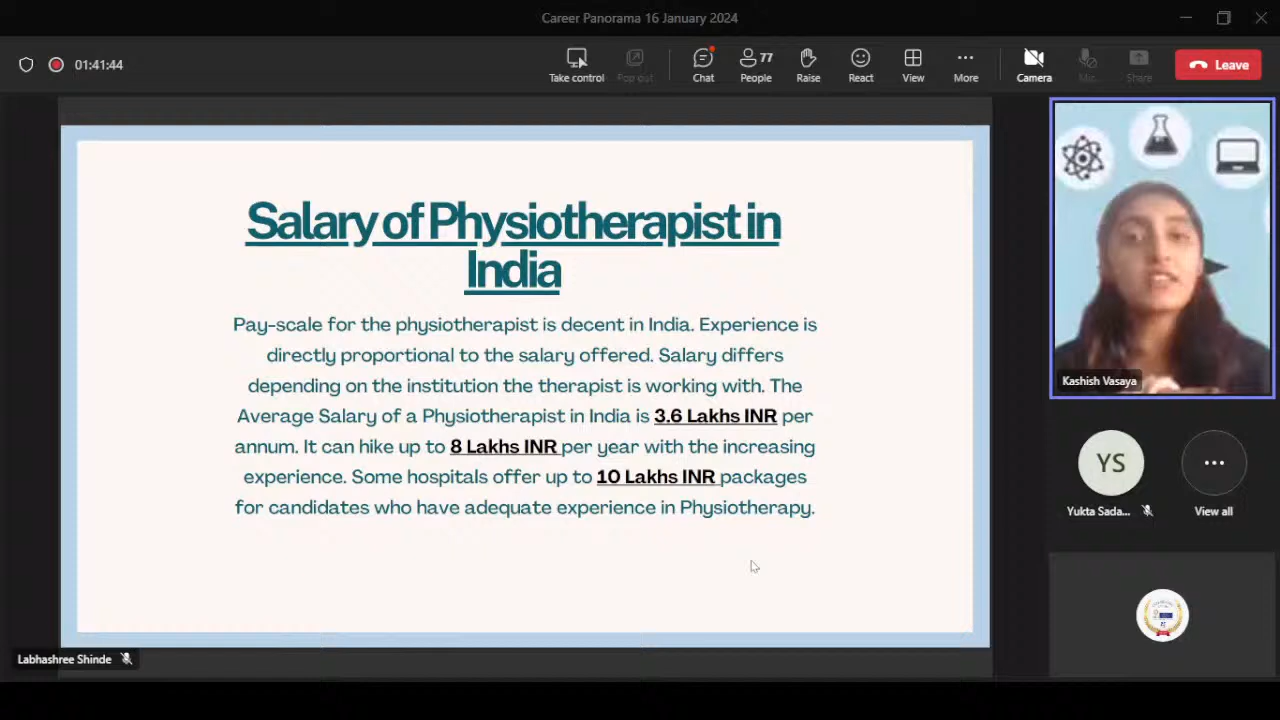 Career Panorama 16 January 2024
01:41:44
Take control
Pop out
Chat
77
People
Raise
React
View
More
Camera
Mic
Share
Leave
Salary of Physiotherapist in
India
Pay-scale for the physiotherapist is decent in India. Experience is
directly proportional to the salary offered. Salary differs
depending on the institution the therapist is working with. The
Average Salary of a Physiotherapist in India is 3.6 Lakhs INR per
annum. It can hike up to 8 Lakhs INR per year with the increasing
experience. Some hospitals offer up to 10 Lakhs INR packages
for candidates who have adequate experience in Physiotherapy.
Kashish Vasaya
YS
Yukta Sada...
View all
Labhashree Shinde